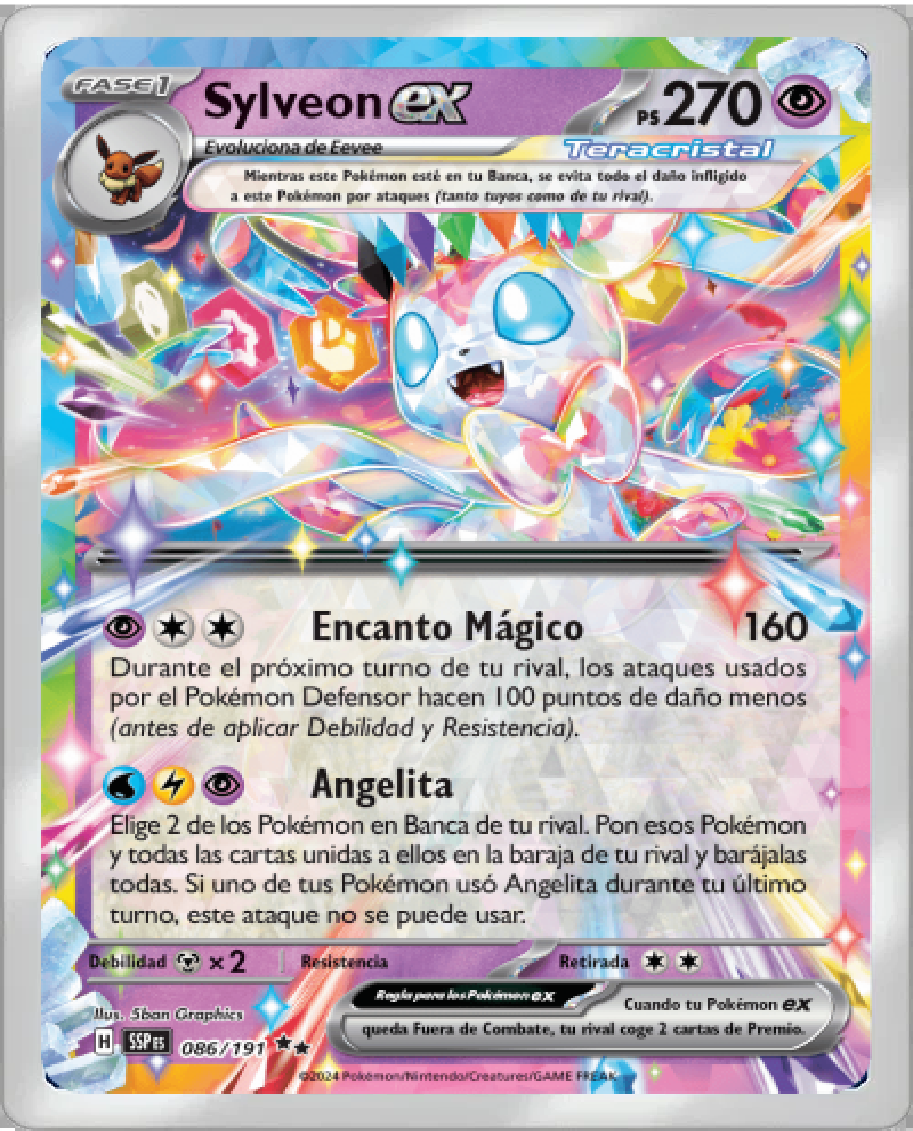 FASE 1
Sylveon ex
PS 270
Evoluciona de Eevee
Teracristal
Mientras este Pokémon esté en tu Banca, se evita todo el daño infligido
a este Pokémon por ataques (tanto tuyos como de tu rival).
Encanto Mágico 160
Durante el próximo turno de tu rival, los ataques usados
por el Pokémon Defensor hacen 100 puntos de daño menos
(antes de aplicar Debilidad y Resistencia).
Angelita
Elige 2 de los Pokémon en Banca de tu rival. Pon esos Pokémon
y todas las cartas unidas a ellos en la baraja de tu rival y barájalas
todas. Si uno de tus Pokémon usó Angelita durante tu último
turno, este ataque no se puede usar.
Debilidad ×2 Resistencia Retirada
Illus. 5ban Graphics
Regla para los Pokémon ex
Cuando tu Pokémon ex
queda Fuera de Combate, tu rival coge 2 cartas de Premio.
H SSP ES 086/191
©2024 Pokémon/Nintendo/Creatures/GAME FREAK